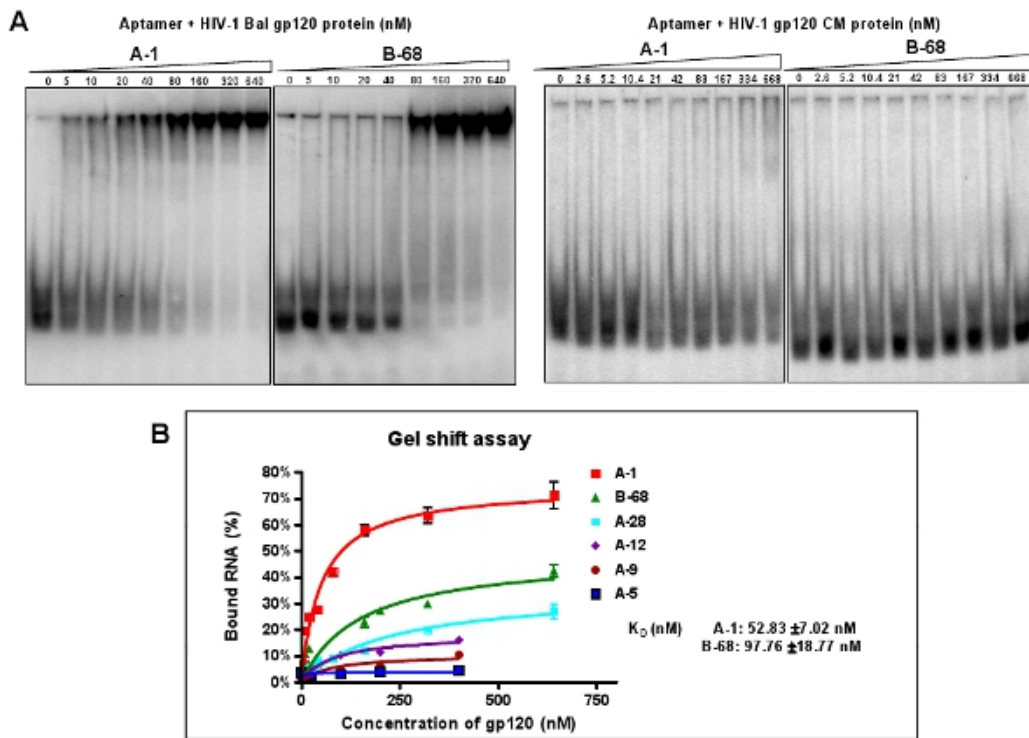 A
Aptamer + HIV-1 Bal gp120 protein (nM)
A-1
B-68
0 5 10 20 40 80 160 320 640
0 5 10 20 40 80 160 320 640
Aptamer + HIV-1 gp120 CM protein (nM)
A-1
B-68
0 2.6 5.2 10.4 21 42 83 167 334 668
0 2.6 5.2 10.4 21 42 83 167 334 668
B
Gel shift assay
Bound RNA (%)
80%
70%
60%
50%
40%
30%
20%
10%
0%
0 250 500 750
Concentration of gp120 (nM)
A-1
B-68
A-28
A-12
A-9
A-5
KD (nM) A-1: 52.83 ±7.02 nM
B-68: 97.76 ±18.77 nM